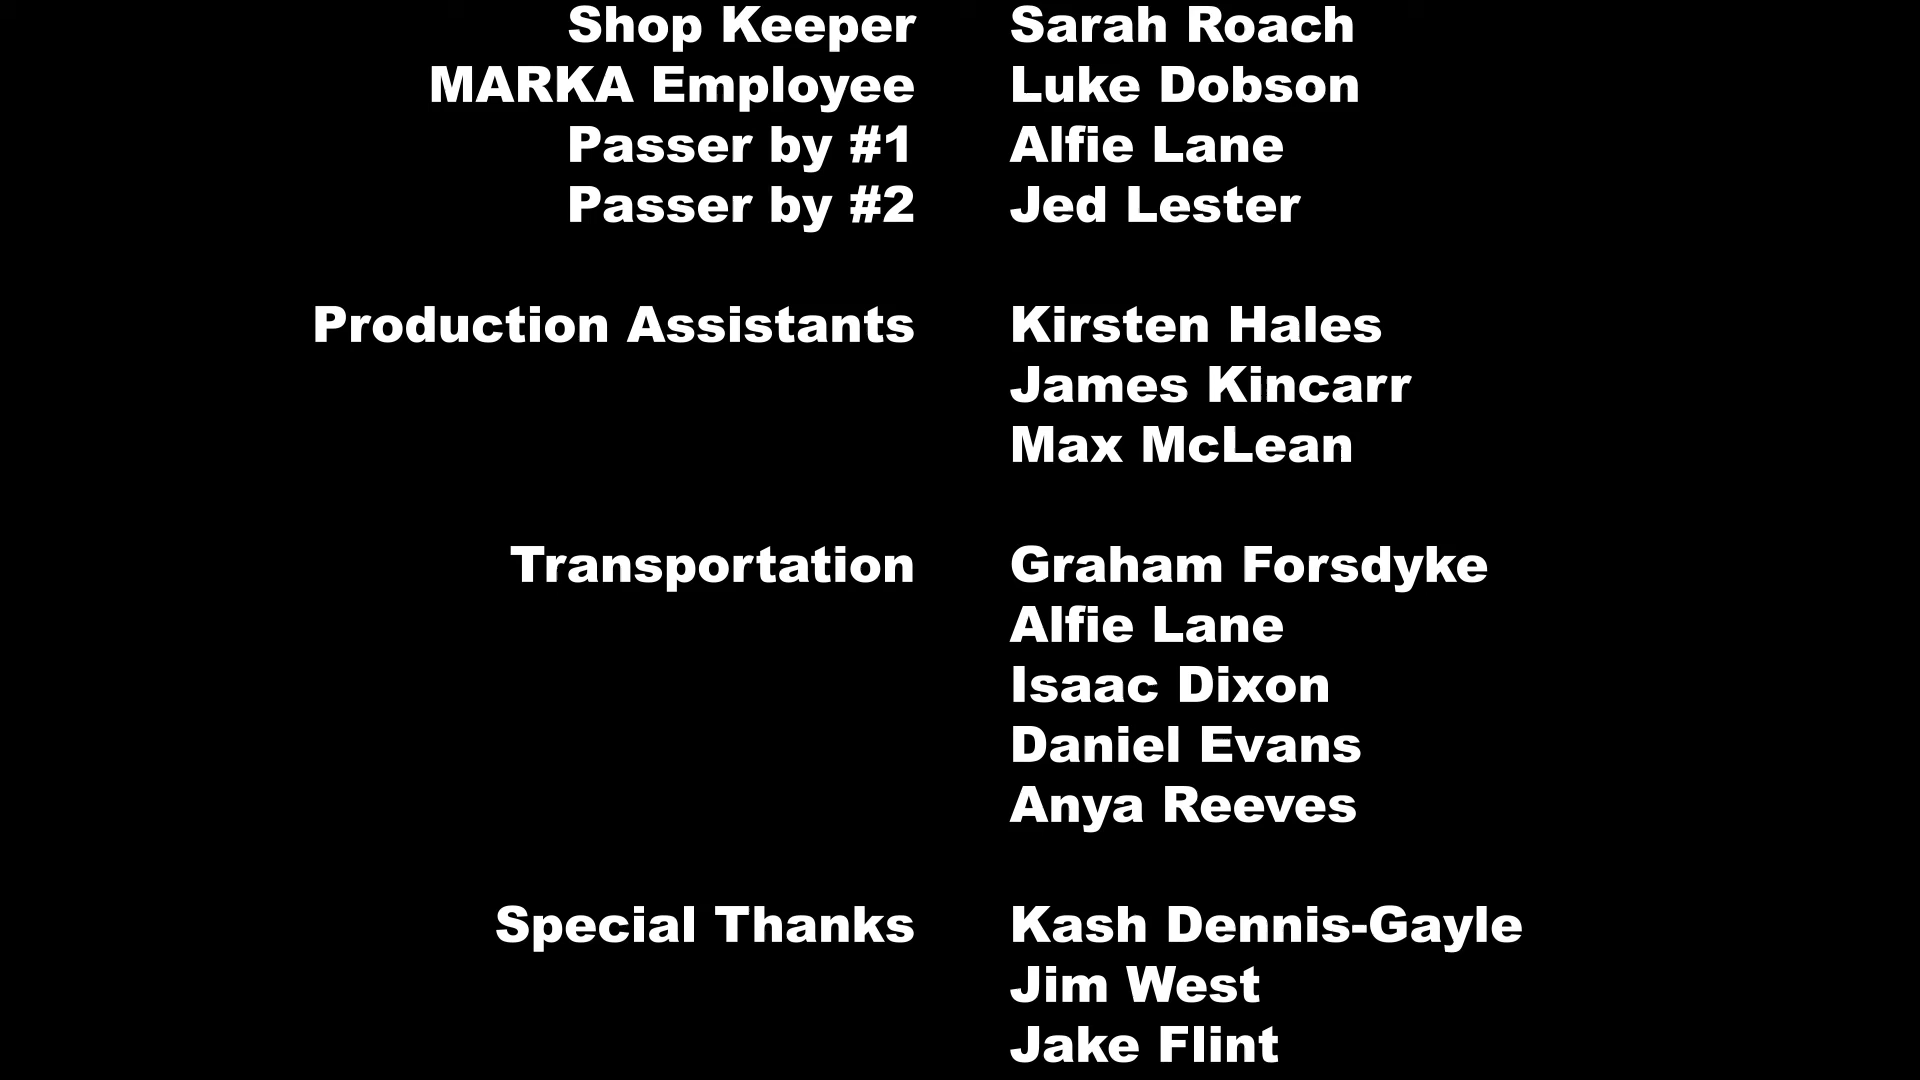 Shop Keeper Sarah Roach
MARKA Employee Luke Dobson
Passer by #1 Alfie Lane
Passer by #2 Jed Lester
Production Assistants Kirsten Hales
James Kincarr
Max McLean
Transportation Graham Forsdyke
Alfie Lane
Isaac Dixon
Daniel Evans
Anya Reeves
Special Thanks Kash Dennis-Gayle
Jim West
Jake Flint